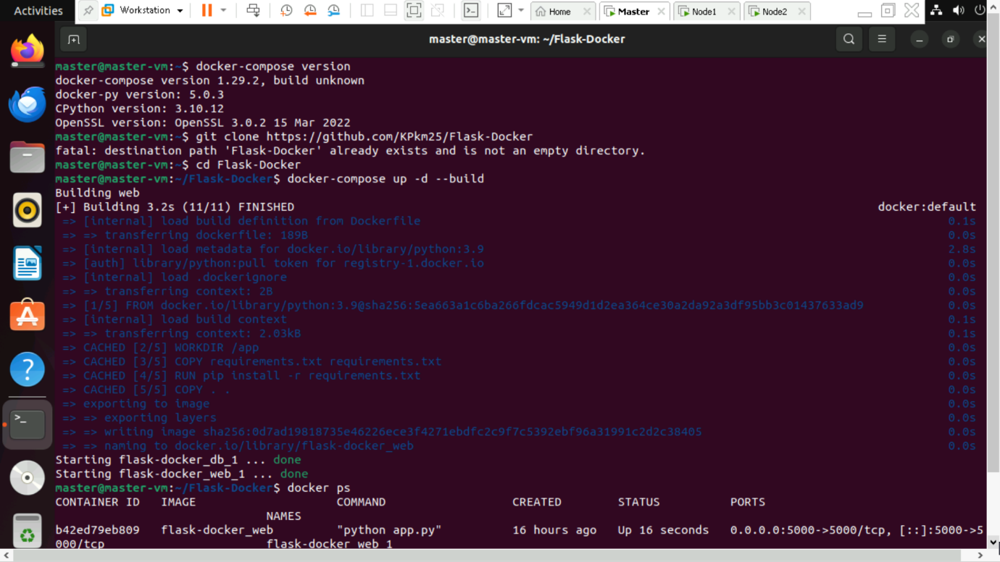 Activities
Workstation
Home
Master
Node1
Node2
master@master-vm: ~/Flask-Docker
master@master-vm:~$ docker-compose version
docker-compose version 1.29.2, build unknown
docker-py version: 5.0.3
CPython version: 3.10.12
OpenSSL version: OpenSSL 3.0.2 15 Mar 2022
master@master-vm:~$ git clone https://github.com/KPkm25/Flask-Docker
fatal: destination path 'Flask-Docker' already exists and is not an empty directory.
master@master-vm:~$ cd Flask-Docker
master@master-vm:~/Flask-Docker$ docker-compose up -d --build
Building web
[+] Building 3.2s (11/11) FINISHED docker:default
=> [internal] load build definition from Dockerfile 0.1s
=> => transferring dockerfile: 189B 0.0s
=> [internal] load metadata for docker.io/library/python:3.9 2.8s
=> [auth] library/python:pull token for registry-1.docker.io 0.0s
=> [internal] load .dockerignore 0.0s
=> => transferring context: 2B 0.0s
=> [1/5] FROM docker.io/library/python:3.9@sha256:5ea663a1c6ba266fdcac5949d1d2ea364ce30a2da92a3df95bb3c01437633ad9 0.0s
=> [internal] load build context 0.1s
=> => transferring context: 2.03kB 0.1s
=> CACHED [2/5] WORKDIR /app 0.0s
=> CACHED [3/5] COPY requirements.txt requirements.txt 0.0s
=> CACHED [4/5] RUN pip install -r requirements.txt 0.0s
=> CACHED [5/5] COPY . . 0.0s
=> exporting to image 0.0s
=> => exporting layers 0.0s
=> => writing image sha256:0d7ad19818735e46226ece3f4271ebdfc2c9f7c5392ebf96a31991c2d2c38405 0.0s
=> => naming to docker.io/library/flask-docker_web 0.0s
Starting flask-docker_db_1 ... done
Starting flask-docker_web_1 ... done
master@master-vm:~/Flask-Docker$ docker ps
CONTAINER ID IMAGE COMMAND CREATED STATUS PORTS
NAMES
b42ed79eb809 flask-docker_web "python app.py" 16 hours ago Up 16 seconds 0.0.0.0:5000->5000/tcp, [::]:5000->5
000/tcp flask-docker_web_1